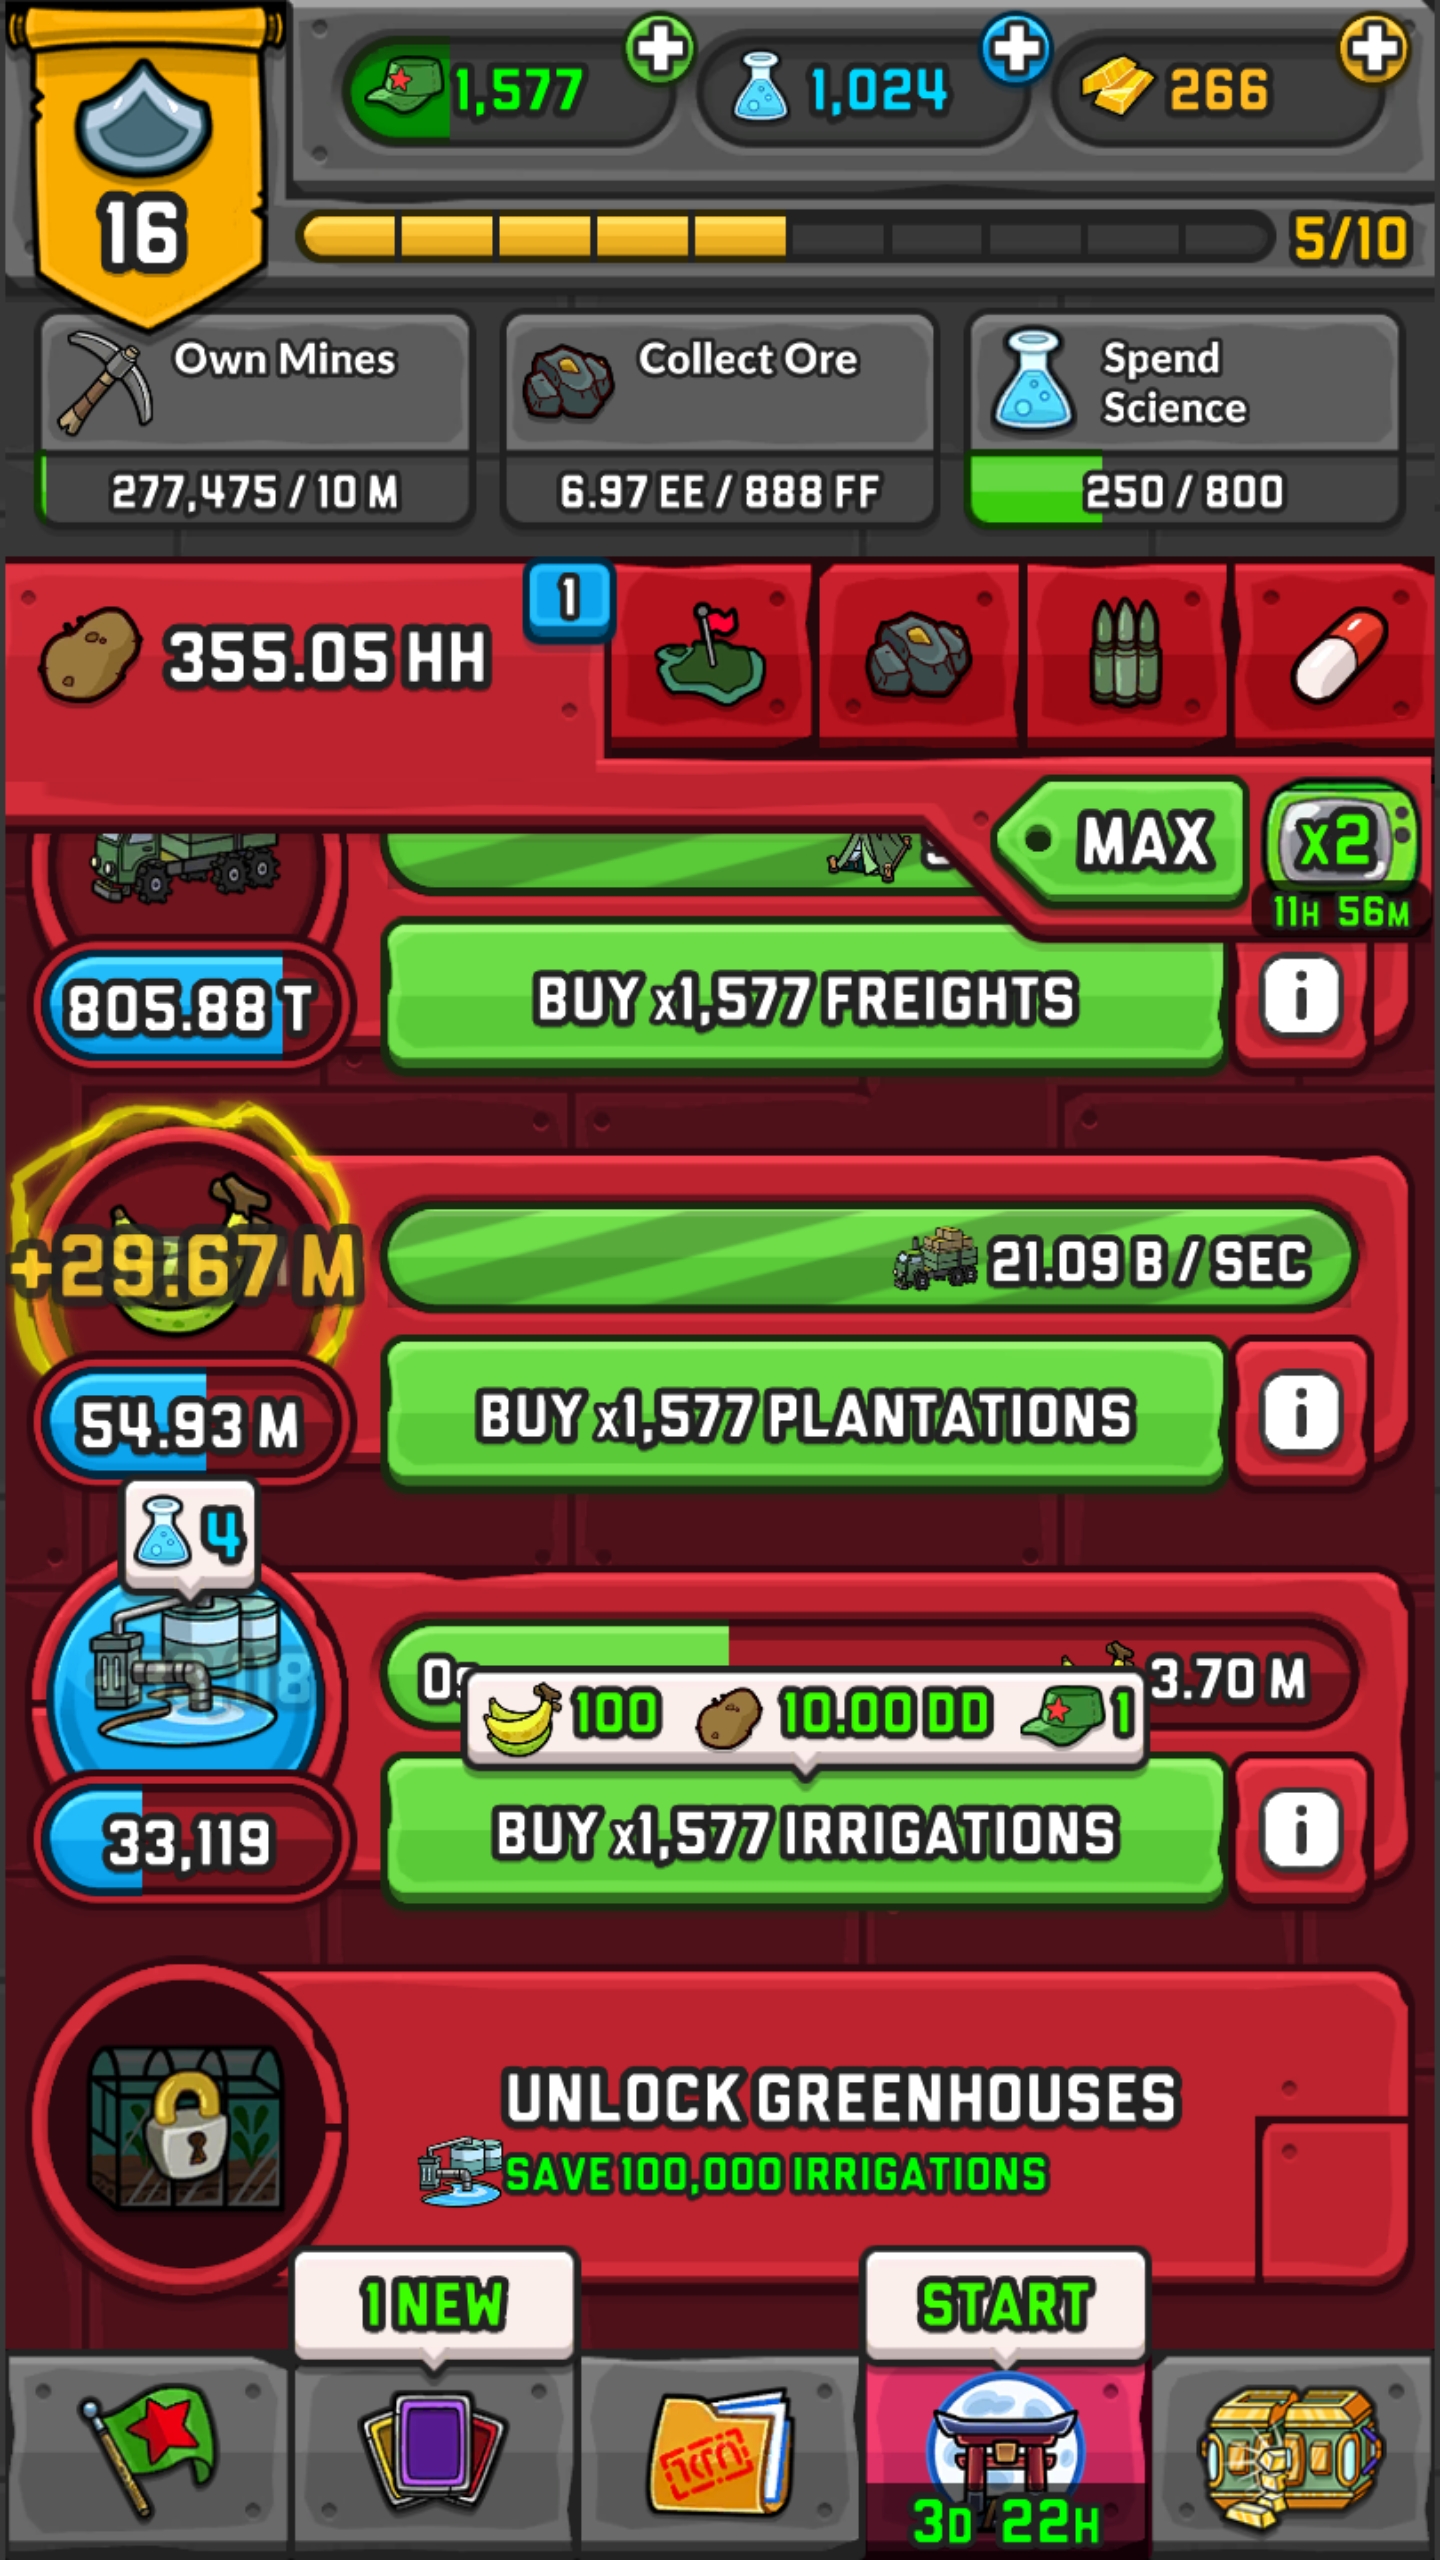 1,577
1,024
266
16
5/10
Own Mines
277,475 / 10 M
Collect Ore
6.97 EE / 888 FF
Spend
Science
250 / 800
355.05 HH
1
MAX
x2
11H 56M
805.88 T
BUY x1,577 FREIGHTS
+29.67 M
21.09 B / SEC
54.93 M
BUY x1,577 PLANTATIONS
4
3.70 M
100
10.00 DD
1
33,119
BUY x1,577 IRRIGATIONS
UNLOCK GREENHOUSES
SAVE 100,000 IRRIGATIONS
1 NEW
START
3D 22H